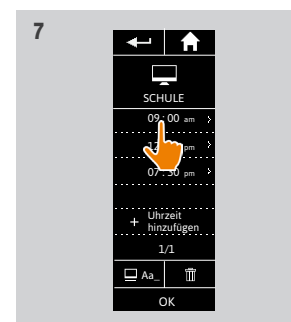 7
SCHULE
09:00 am
pm
07:30 pm
+ Uhrzeit
hinzufügen
1/1
Aa_
OK